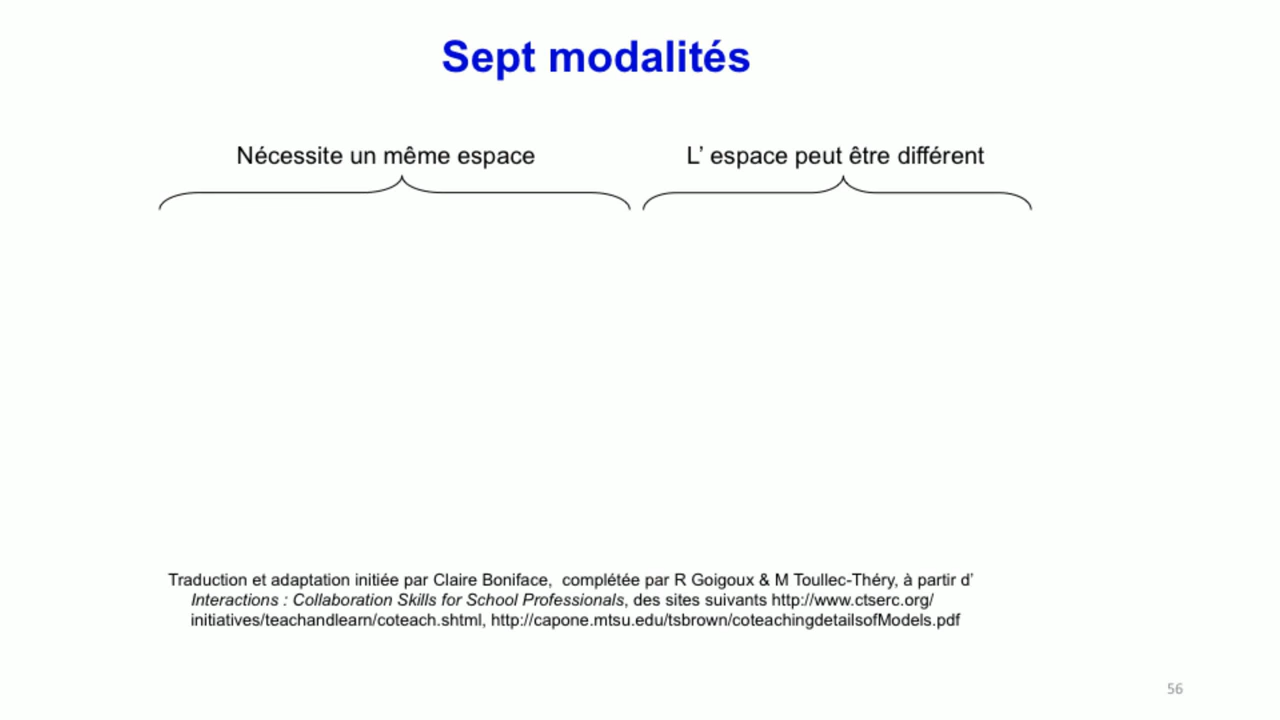 Sept modalités
Nécessite un même espace
L’ espace peut être différent
Traduction et adaptation initiée par Claire Boniface,  complétée par R Goigoux & M Toullec-Théry, à partir d’
Interactions : Collaboration Skills for School Professionals, des sites suivants http://www.ctserc.org/
initiatives/teachandlearn/coteach.shtml, http://capone.mtsu.edu/tsbrown/coteachingdetailsofModels.pdf
56